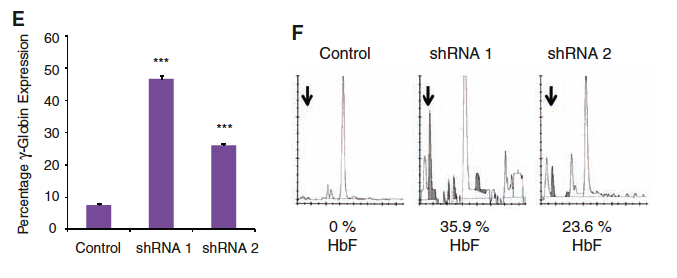 E
Percentage γ-Globin Expression
60
50
40
30
20
10
0
***
***
Control shRNA 1 shRNA 2
F
Control shRNA 1 shRNA 2
0 % 35.9 % 23.6 %
HbF HbF HbF